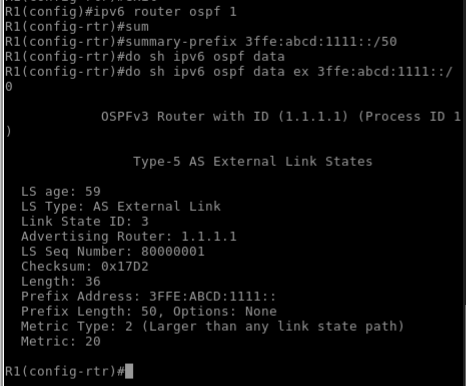 R1(config)#ipv6 router ospf 1
R1(config-rtr)#sum
R1(config-rtr)#summary-prefix 3ffe:abcd:1111::/50
R1(config-rtr)#do sh ipv6 ospf data
R1(config-rtr)#do sh ipv6 ospf data ex 3ffe:abcd:1111::/
0
OSPFv3 Router with ID (1.1.1.1) (Process ID 1
)
Type-5 AS External Link States
LS age: 59
LS Type: AS External Link
Link State ID: 3
Advertising Router: 1.1.1.1
LS Seq Number: 80000001
Checksum: 0x17D2
Length: 36
Prefix Address: 3FFE:ABCD:1111::
Prefix Length: 50, Options: None
Metric Type: 2 (Larger than any link state path)
Metric: 20
R1(config-rtr)#